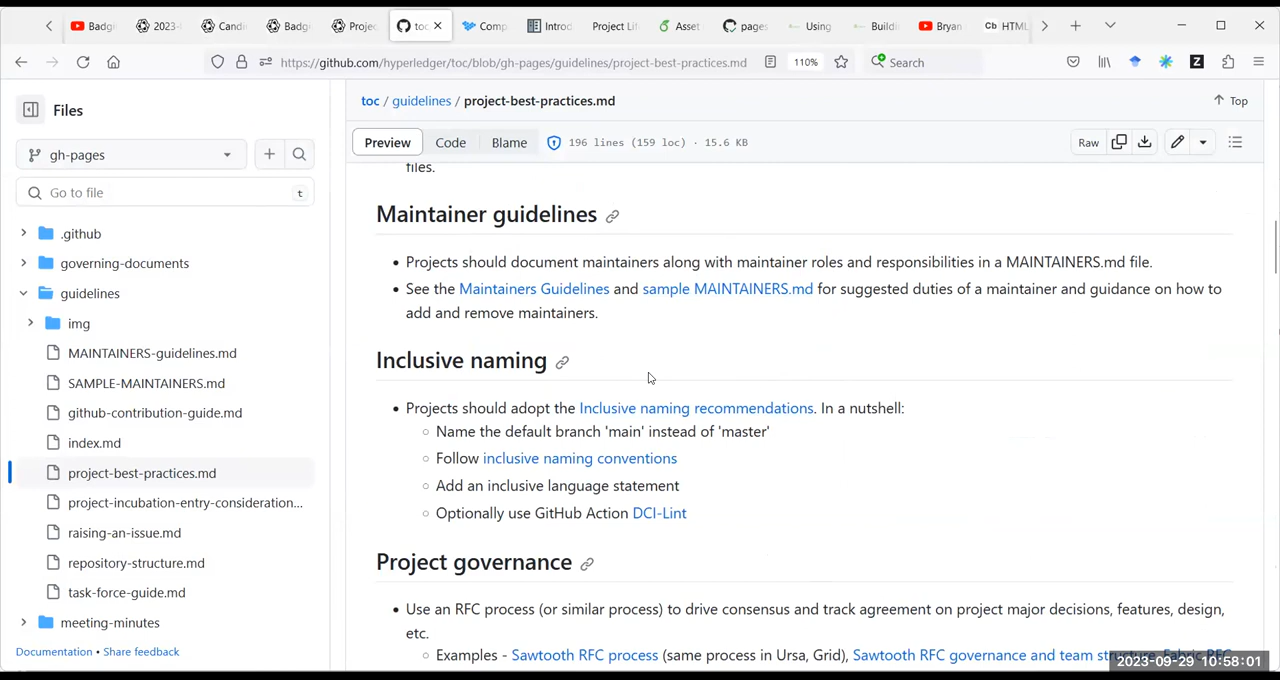 Badg
2023-
Candi
Badge
Projec
toc
Comp
Introd
Project Life
Asset
pages
Using
Buildi
Bryan
Cb HTML
https://github.com/hyperledger/toc/blob/gh-pages/guidelines/project-best-practices.md
110%
Search
Z
Files
toc / guidelines / project-best-practices.md
Top
gh-pages
Preview Code Blame 196 lines (159 loc) · 15.6 KB
Raw
Go to file
t
files.
.github
governing-documents
guidelines
img
MAINTAINERS-guidelines.md
SAMPLE-MAINTAINERS.md
github-contribution-guide.md
index.md
project-best-practices.md
project-incubation-entry-consideration...
raising-an-issue.md
repository-structure.md
task-force-guide.md
meeting-minutes
Documentation • Share feedback
Maintainer guidelines
• Projects should document maintainers along with maintainer roles and responsibilities in a MAINTAINERS.md file.
• See the Maintainers Guidelines and sample MAINTAINERS.md for suggested duties of a maintainer and guidance on how to
add and remove maintainers.
Inclusive naming
• Projects should adopt the Inclusive naming recommendations. In a nutshell:
○ Name the default branch 'main' instead of 'master'
○ Follow inclusive naming conventions
○ Add an inclusive language statement
○ Optionally use GitHub Action DCI-Lint
Project governance
• Use an RFC process (or similar process) to drive consensus and track agreement on project major decisions, features, design,
etc.
○ Examples - Sawtooth RFC process (same process in Ursa, Grid), Sawtooth RFC governance and team structure, Fabric RFC
2023-09-29 10:58:01